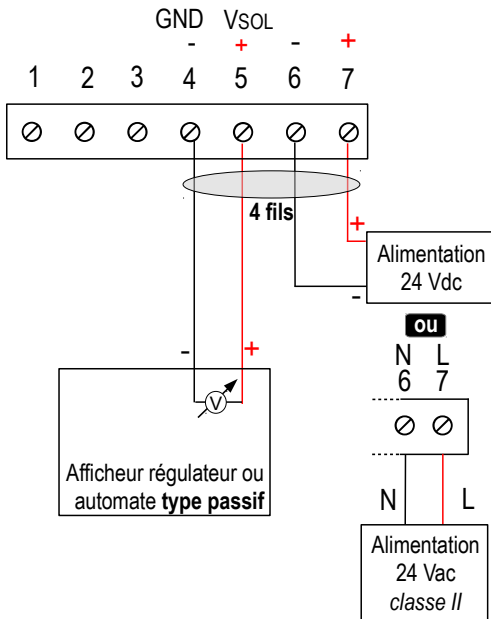 GND VSOL
- + - +
1 2 3 4 5 6 7
4 fils
+
Alimentation
24 Vdc
-
ou
N L
6 7
- +
V
Afficheur régulateur ou
automate type passif
N L
Alimentation
24 Vac
classe II